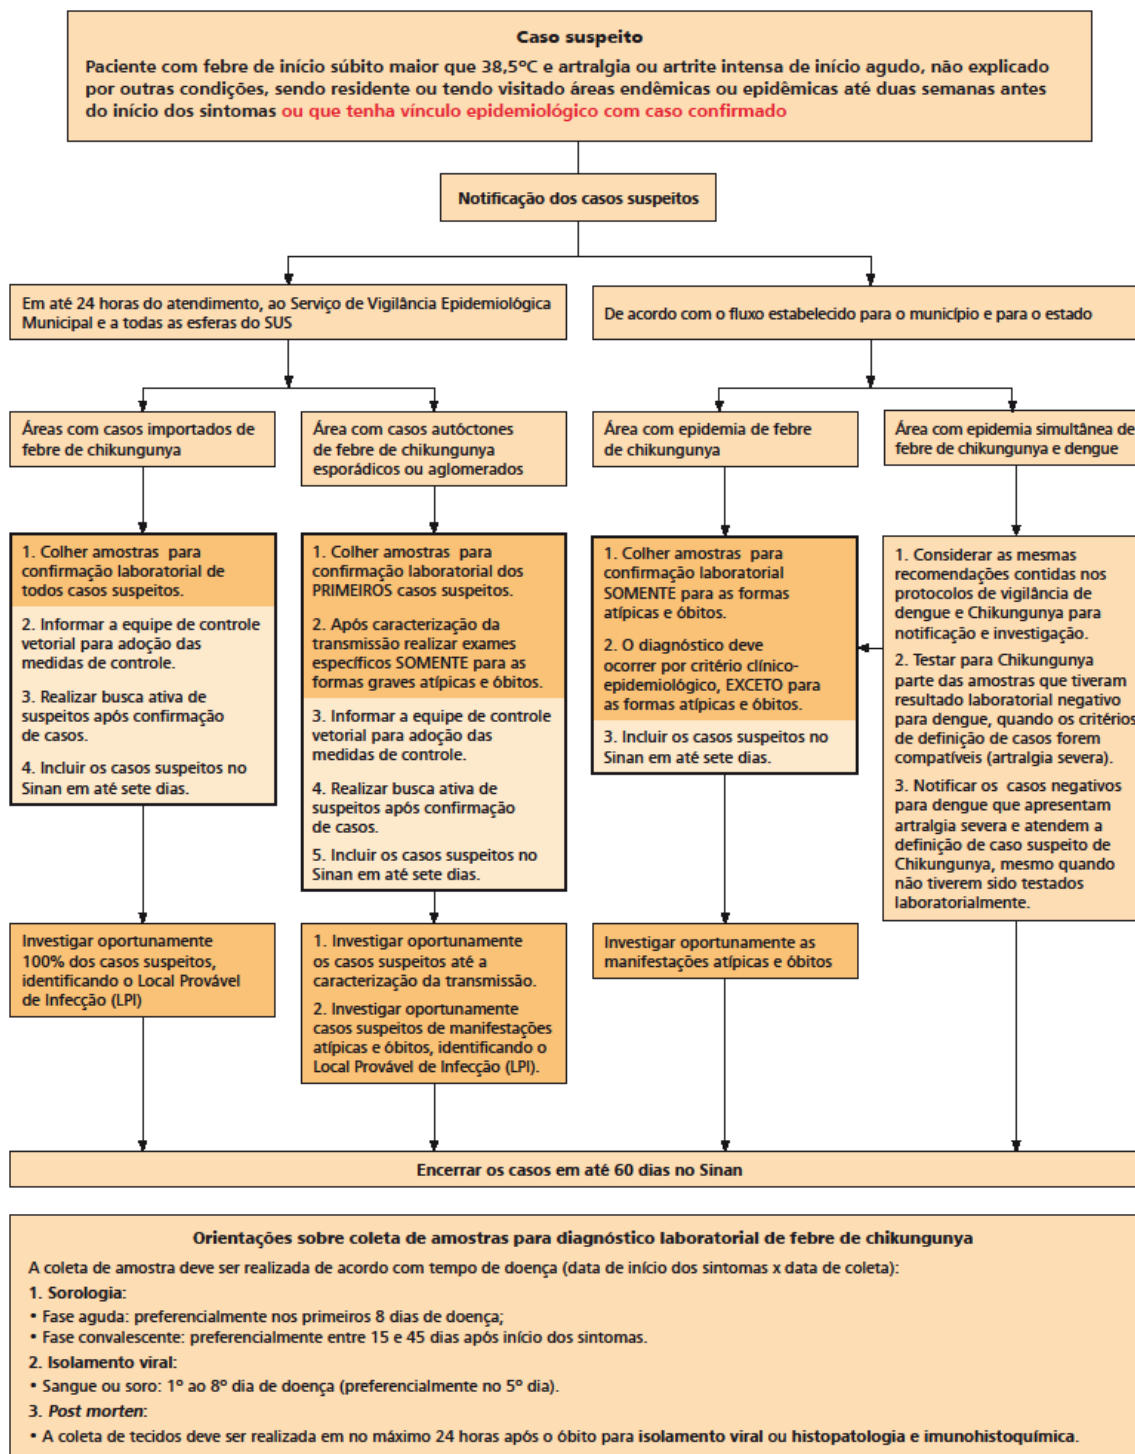 Caso suspeito
Paciente com febre de início súbito maior que 38,5ºC e artralgia ou artrite intensa de início agudo, não explicado
por outras condições, sendo residente ou tendo visitado áreas endêmicas ou epidêmicas até duas semanas antes
do início dos sintomas ou que tenha vínculo epidemiológico com caso confirmado
Notificação dos casos suspeitos
Em até 24 horas do atendimento, ao Serviço de Vigilância Epidemiológica
Municipal e a todas as esferas do SUS
De acordo com o fluxo estabelecido para o município e para o estado
Áreas com casos importados de
febre de chikungunya
Área com casos autóctones
de febre de chikungunya
esporádicos ou aglomerados
Área com epidemia de febre
de chikungunya
Área com epidemia simultânea de
febre de chikungunya e dengue
1. Colher amostras para
confirmação laboratorial de
todos casos suspeitos.
2. Informar a equipe de controle
vetorial para adoção das
medidas de controle.
3. Realizar busca ativa de
suspeitos após confirmação
de casos.
4. Incluir os casos suspeitos no
Sinan em até sete dias.
1. Colher amostras para
confirmação laboratorial dos
PRIMEIROS casos suspeitos.
2. Após caracterização da
transmissão realizar exames
específicos SOMENTE para as
formas graves atípicas e óbitos.
3. Informar a equipe de controle
vetorial para adoção das
medidas de controle.
4. Realizar busca ativa de
suspeitos após confirmação
de casos.
5. Incluir os casos suspeitos no
Sinan em até sete dias.
1. Colher amostras para
confirmação laboratorial
SOMENTE para as formas
atípicas e óbitos.
2. O diagnóstico deve
ocorrer por critério clínico-
epidemiológico, EXCETO para
as formas atípicas e óbitos.
3. Incluir os casos suspeitos no
Sinan em até sete dias.
1. Considerar as mesmas
recomendações contidas nos
protocolos de vigilância de
dengue e Chikungunya para
notificação e investigação.
2. Testar para Chikungunya
parte das amostras que tiveram
resultado laboratorial negativo
para dengue, quando os critérios
de definição de casos forem
compatíveis (artralgia severa).
3. Notificar os casos negativos
para dengue que apresentam
artralgia severa e atendem a
definição de caso suspeito de
Chikungunya, mesmo quando
não tiverem sido testados
laboratorialmente.
Investigar oportunamente
100% dos casos suspeitos,
identificando o Local Provável
de Infecção (LPI)
1. Investigar oportunamente
os casos suspeitos até a
caracterização da transmissão.
2. Investigar oportunamente
casos suspeitos de manifestações
atípicas e óbitos, identificando o
Local Provável de Infecção (LPI).
Investigar oportunamente as
manifestações atípicas e óbitos
Encerrar os casos em até 60 dias no Sinan
Orientações sobre coleta de amostras para diagnóstico laboratorial de febre de chikungunya
A coleta de amostra deve ser realizada de acordo com tempo de doença (data de início dos sintomas x data de coleta):
1. Sorologia:
• Fase aguda: preferencialmente nos primeiros 8 dias de doença;
• Fase convalescente: preferencialmente entre 15 e 45 dias após início dos sintomas.
2. Isolamento viral:
• Sangue ou soro: 1º ao 8º dia de doença (preferencialmente no 5º dia).
3. Post morten:
• A coleta de tecidos deve ser realizada em no máximo 24 horas após o óbito para isolamento viral ou histopatologia e imunohistoquímica.